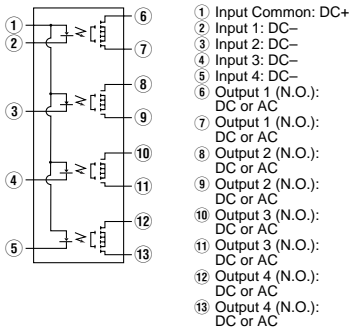 1
2
3
4
5
6
7
8
9
10
11
12
13
1 Input Common: DC+
2 Input 1: DC–
3 Input 2: DC–
4 Input 3: DC–
5 Input 4: DC–
6 Output 1 (N.O.):
DC or AC
7 Output 1 (N.O.):
DC or AC
8 Output 2 (N.O.):
DC or AC
9 Output 2 (N.O.):
DC or AC
10 Output 3 (N.O.):
DC or AC
11 Output 3 (N.O.):
DC or AC
12 Output 4 (N.O.):
DC or AC
13 Output 4 (N.O.):
DC or AC